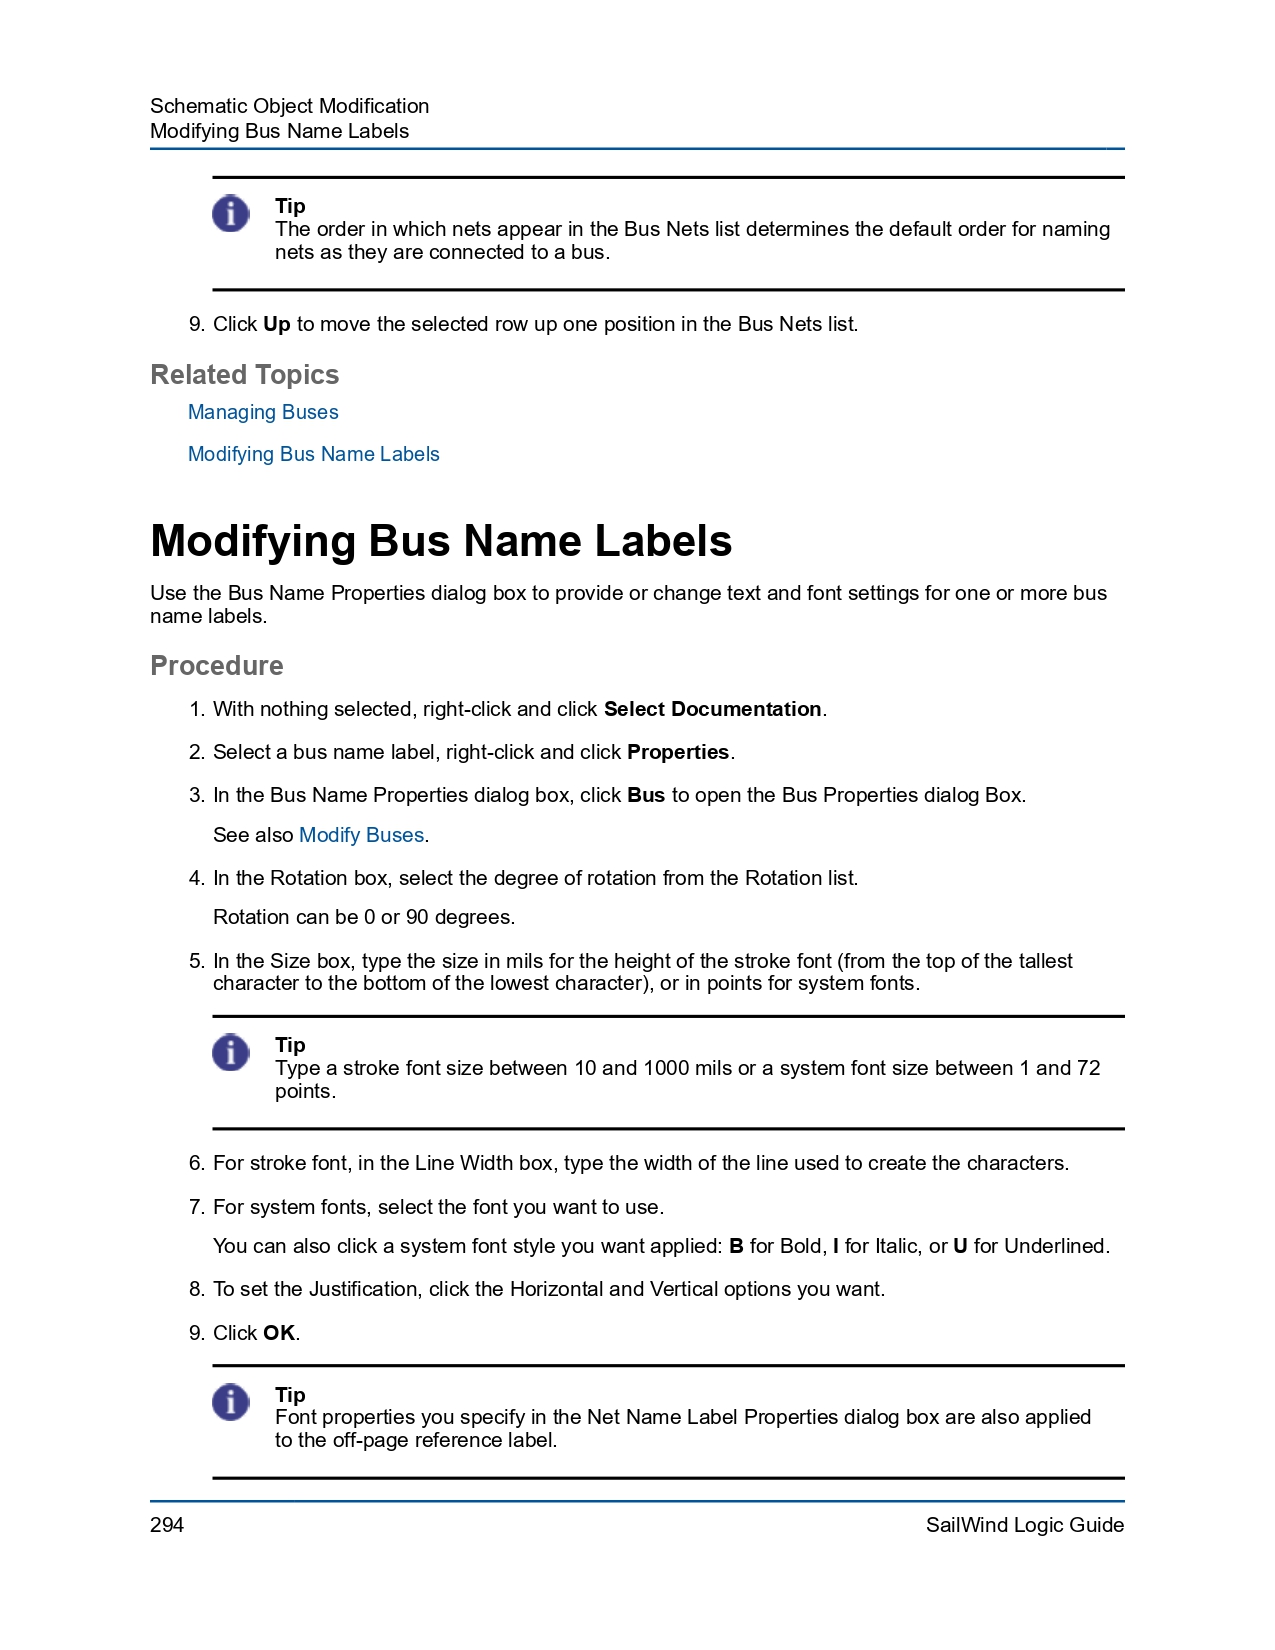 Schematic Object Modification
Modifying Bus Name Labels
Tip
The order in which nets appear in the Bus Nets list determines the default order for naming
nets as they are connected to a bus.
9. Click Up to move the selected row up one position in the Bus Nets list.
Related Topics
Managing Buses
Modifying Bus Name Labels
Modifying Bus Name Labels
Use the Bus Name Properties dialog box to provide or change text and font settings for one or more bus
name labels.
Procedure
1. With nothing selected, right-click and click Select Documentation.
2. Select a bus name label, right-click and click Properties.
3. In the Bus Name Properties dialog box, click Bus to open the Bus Properties dialog Box.
See also Modify Buses.
4. In the Rotation box, select the degree of rotation from the Rotation list.
Rotation can be 0 or 90 degrees.
5. In the Size box, type the size in mils for the height of the stroke font (from the top of the tallest
character to the bottom of the lowest character), or in points for system fonts.
Tip
Type a stroke font size between 10 and 1000 mils or a system font size between 1 and 72
points.
6. For stroke font, in the Line Width box, type the width of the line used to create the characters.
7. For system fonts, select the font you want to use.
You can also click a system font style you want applied: B for Bold, I for Italic, or U for Underlined.
8. To set the Justification, click the Horizontal and Vertical options you want.
9. Click OK.
Tip
Font properties you specify in the Net Name Label Properties dialog box are also applied
to the off-page reference label.
294
SailWind Logic Guide